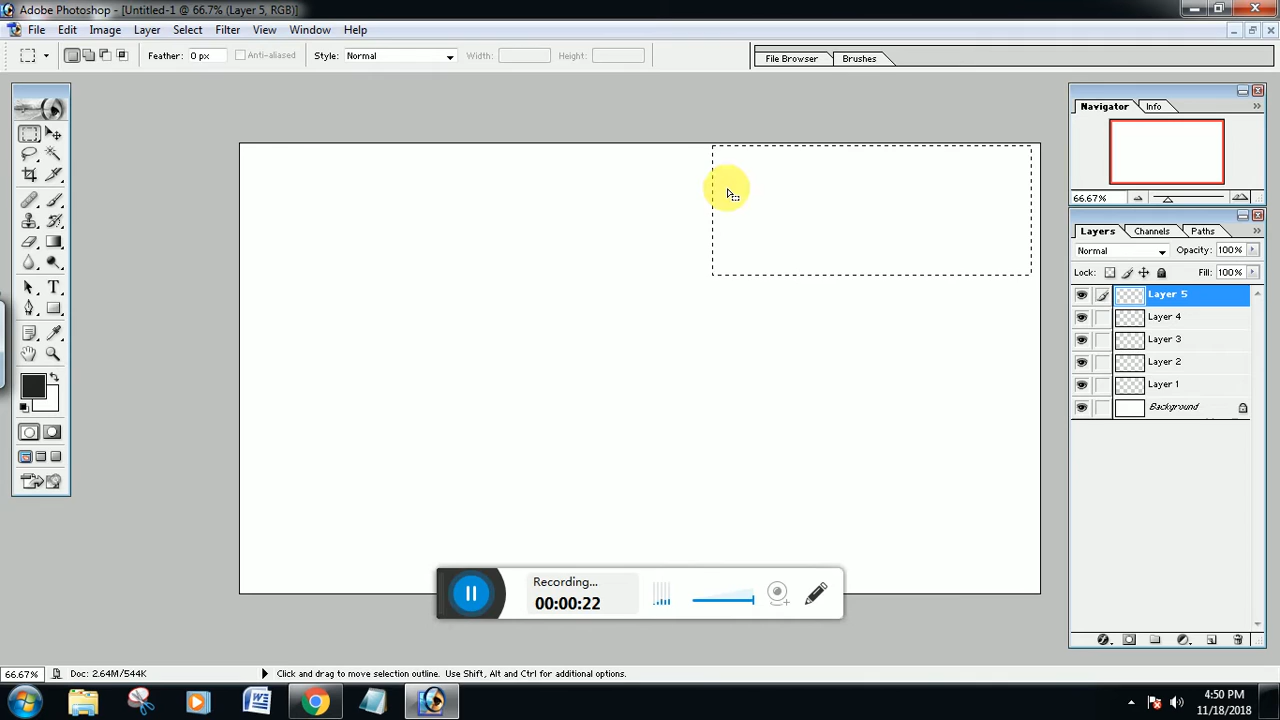 Adobe Photoshop - [Untitled-1 @ 66.7% (Layer 5, RGB)]
File Edit Image Layer Select Filter View Window Help
Feather: 0 px Anti-aliased Style: Normal Width: Height: File Browser Brushes
Navigator Info
66.67%
Layers Channels Paths
Normal Opacity: 100%
Lock: Fill: 100%
Layer 5
Layer 4
Layer 3
Layer 2
Layer 1
Background
Recording...
00:00:22
66.67% Doc: 2.64M/544K Click and drag to move selection outline. Use Shift, Alt and Ctrl for additional options.
4:50 PM
11/18/2018